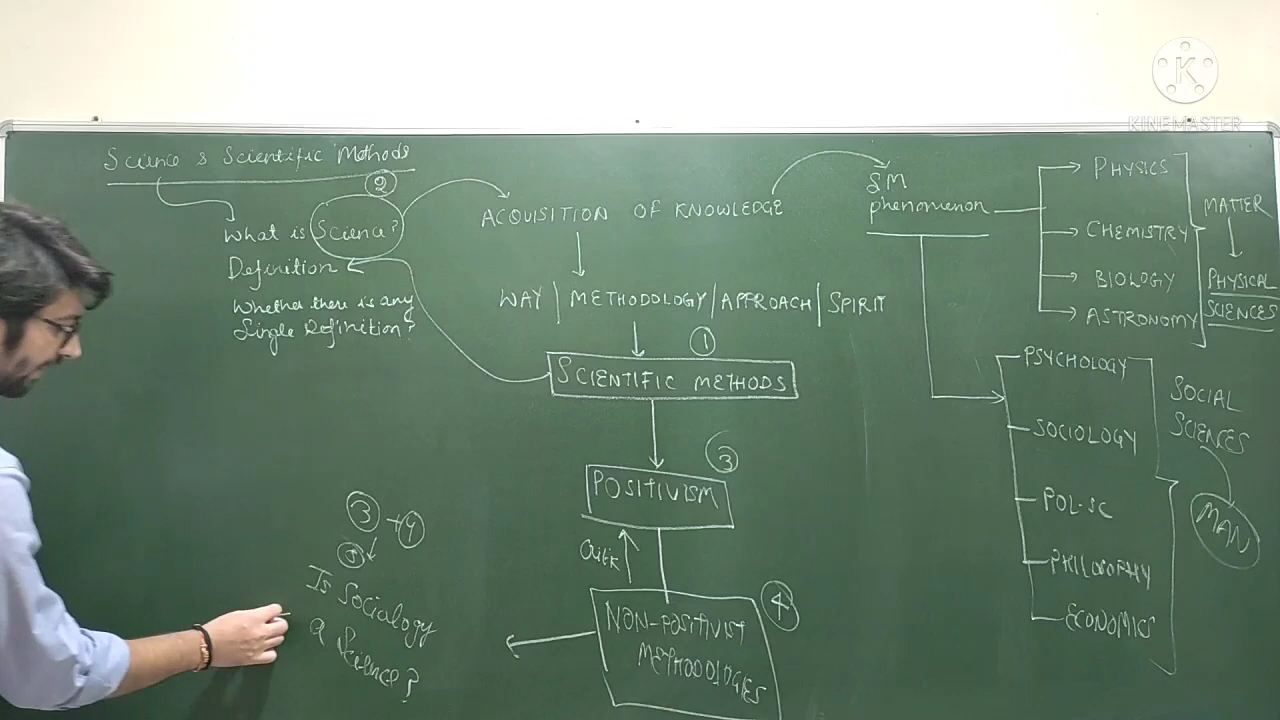 Science & Scientific Methods
②
What is Science?
Definition
Whether there is any
Single Definition?
ACQUISITION OF KNOWLEDGE
WAY | METHODOLOGY / APPROACH | SPIRIT
①
SCIENTIFIC METHODS
③
POSITIVISM
Critik
④
NON-POSITIVIST
METHODOLOGIES
③ + ④
⑤
Is Sociology
a Science?
phenomenon
PHYSICS
CHEMISTRY
BIOLOGY
ASTRONOMY
MATTER
PHYSICAL
SCIENCES
PSYCHOLOGY
SOCIOLOGY
POL-SC
PHILOSOPHY
ECONOMICS
SOCIAL
SCIENCES
MAN
K
KINEMASTER